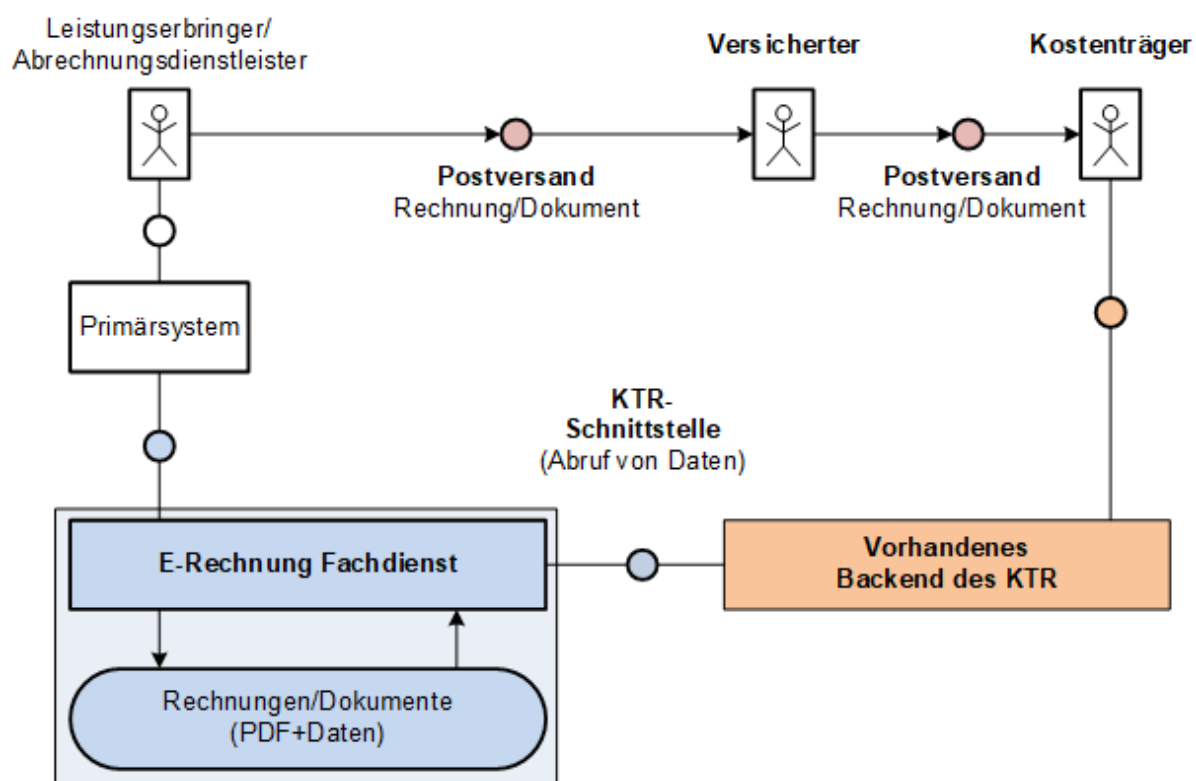 Leistungserbringer/
Abrechnungsdienstleister
Versicherter
Kostenträger
Postversand
Rechnung/Dokument
Postversand
Rechnung/Dokument
Primärsystem
KTR-
Schnittstelle
(Abruf von Daten)
E-Rechnung Fachdienst
Vorhandenes
Backend des KTR
Rechnungen/Dokumente
(PDF+Daten)